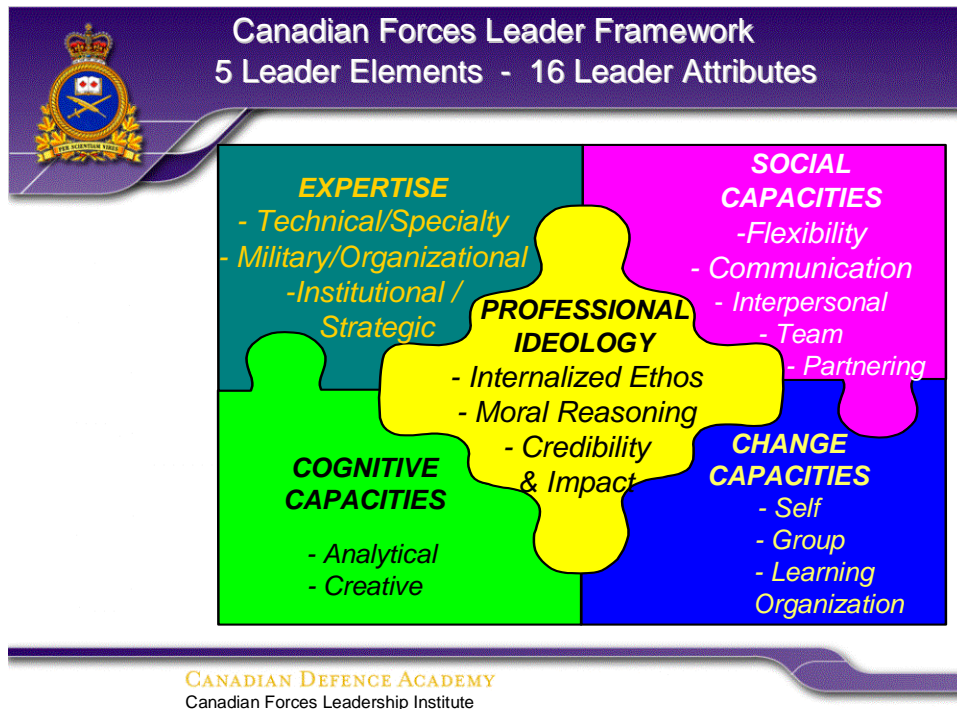 Canadian Forces Leader Framework
5 Leader Elements - 16 Leader Attributes
PER SCIENTIAM VIRES
EXPERTISE
- Technical/Specialty
- Military/Organizational
-Institutional /
Strategic
SOCIAL
CAPACITIES
-Flexibility
- Communication
- Interpersonal
- Team
- Partnering
PROFESSIONAL
IDEOLOGY
- Internalized Ethos
- Moral Reasoning
- Credibility
& Impact
COGNITIVE
CAPACITIES
- Analytical
- Creative
CHANGE
CAPACITIES
- Self
- Group
- Learning
Organization
CANADIAN DEFENCE ACADEMY
Canadian Forces Leadership Institute